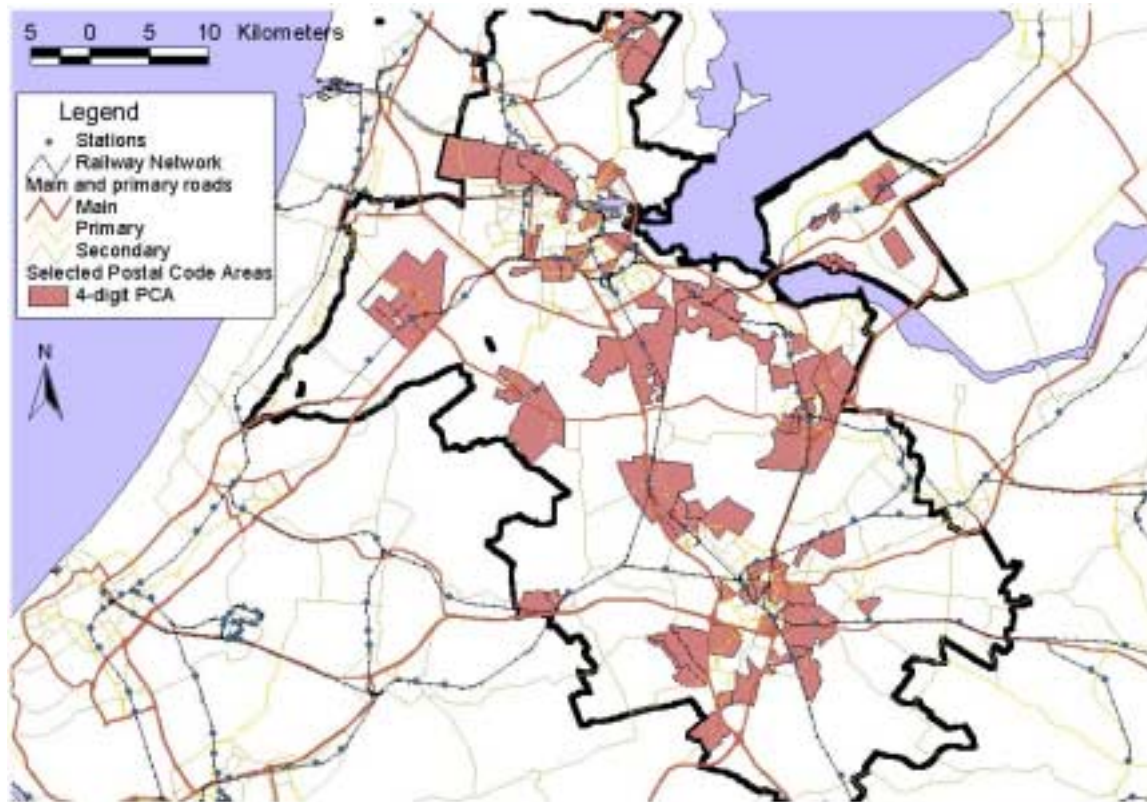 5 0 5 10 Kilometers
Legend
Stations
Railway Network
Main and primary roads
Main
Primary
Secondary
Selected Postal Code Areas
4-digit PCA
N